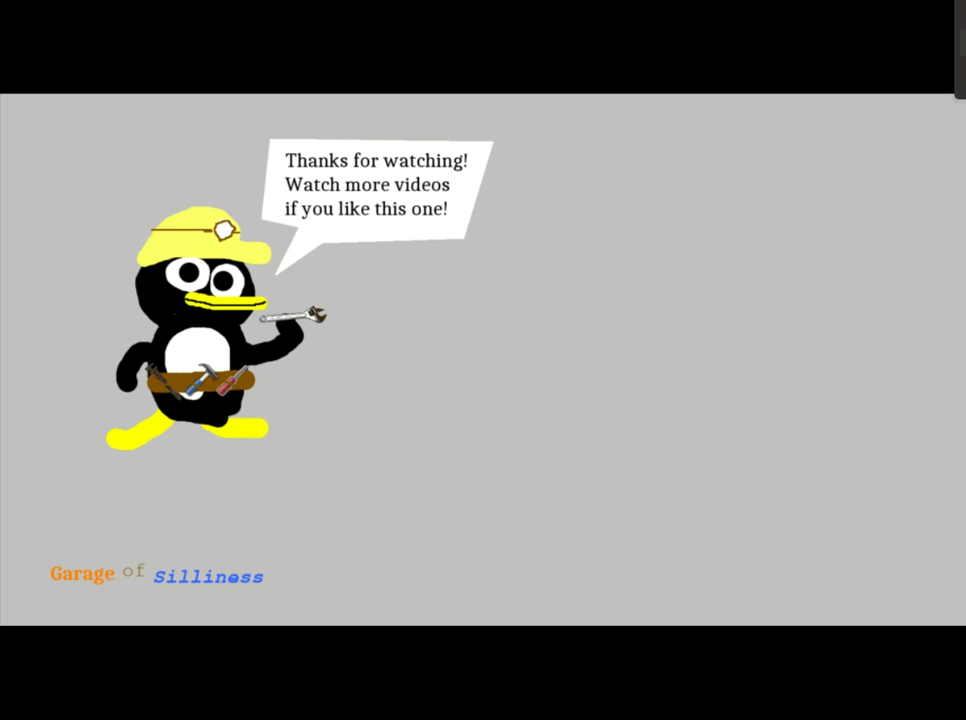 Thanks for watching!
Watch more videos
if you like this one!
Garage of Silliness